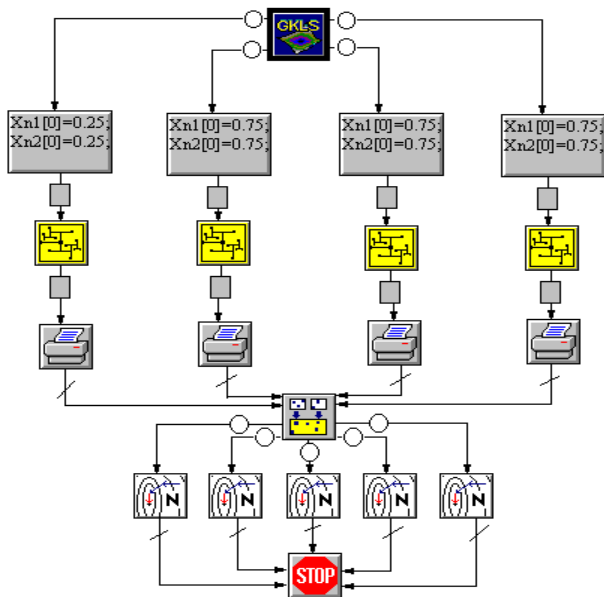 GKLS
Xn1[0]=0.25;
Xn2[0]=0.25;
Xn1[0]=0.75;
Xn2[0]=0.75;
Xn1[0]=0.75;
Xn2[0]=0.75;
Xn1[0]=0.75;
Xn2[0]=0.75;
N
N
N
N
N
STOP